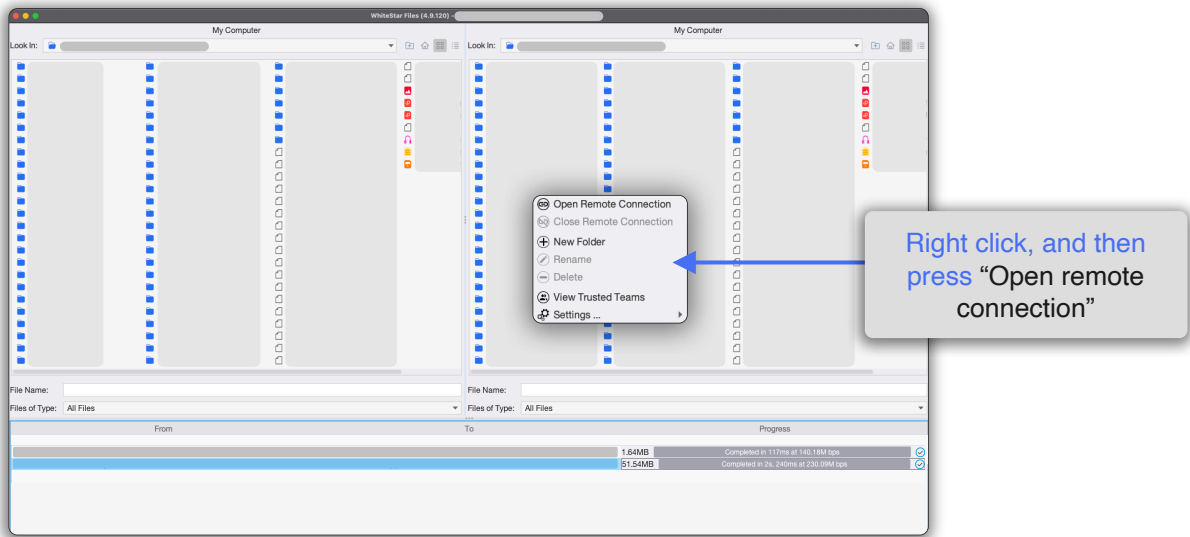 WhiteStar Files (4.9.120) -
My Computer
My Computer
Look In:
Look In:
Open Remote Connection
Close Remote Connection
New Folder
Rename
Delete
View Trusted Teams
Settings ...
Right click, and then
press “Open remote
connection”
File Name:
File Name:
Files of Type: All Files
Files of Type: All Files
From To Progress
1.64MB Completed in 117ms at 140.18M bps
51.54MB Completed in 2s, 240ms at 230.09M bps